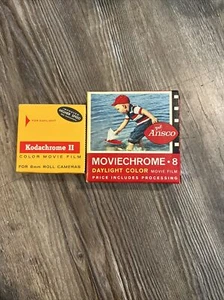 Kodachrome II
COLOR MOVIE FILM
FOR 8mm ROLL CAMERAS
Ansco
MOVIECHROME • 8
DAYLIGHT COLOR MOVIE FILM
PRICE INCLUDES PROCESSING